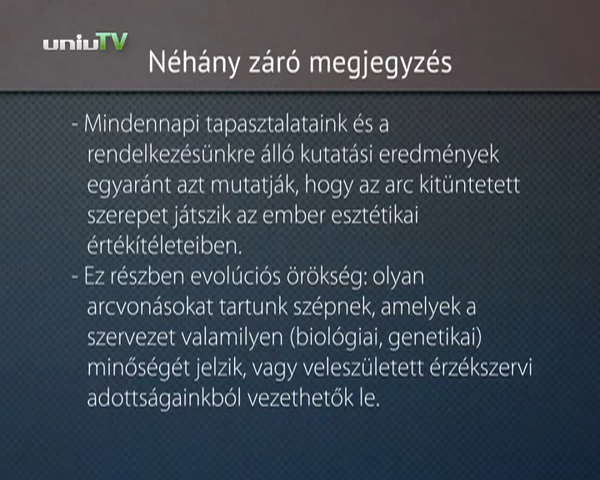 uniuTV
Néhány záró megjegyzés
- Mindennapi tapasztalataink és a
rendelkezésünkre álló kutatási eredmények
egyaránt azt mutatják, hogy az arc kitüntetett
szerepet játszik az ember esztétikai
értékítéleteiben.
- Ez részben evolúciós örökség: olyan
arcvonásokat tartunk szépnek, amelyek a
szervezet valamilyen (biológiai, genetikai)
minőségét jelzik, vagy veleszületett érzékszervi
adottságainkból vezethetők le.